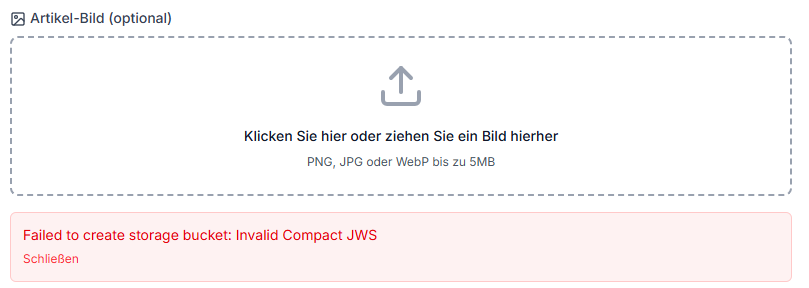 Artikel-Bild (optional)
Klicken Sie hier oder ziehen Sie ein Bild hierher
PNG, JPG oder WebP bis zu 5MB
Failed to create storage bucket: Invalid Compact JWS
Schließen